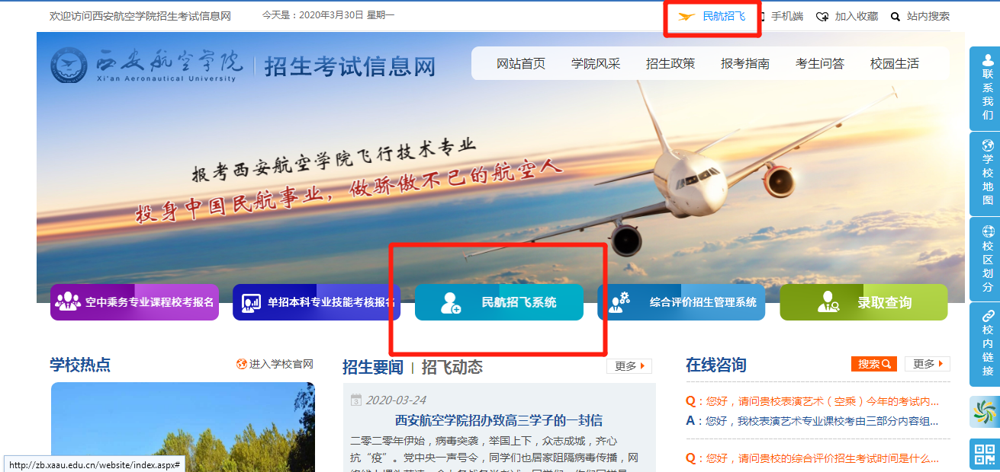 欢迎访问西安航空学院招生考试信息网
今天是：2020年3月30日 星期一
民航招飞
手机端
加入收藏
站内搜索
西安航空学院
Xi'an Aeronautical University
招生考试信息网
网站首页
学院风采
招生政策
报考指南
考生问答
校园生活
联系我们
学校地图
校区划分
校内链接
报考西安航空学院飞行技术专业
投身中国民航事业，做骄傲不已的航空人
空中乘务专业课程校考报名
单招本科专业技能考核报名
民航招飞系统
综合评价招生管理系统
录取查询
学校热点
进入学校官网
招生要闻
招飞动态
更多
在线咨询
搜索
更多
3
2020-03-24
西安航空学院招办致高三学子的一封信
二零二零年伊始，病毒突袭，举国上下，众志成城，齐心
抗“疫”。党中央一声号令，同学们也居家阻隔病毒传播，网
Q：您好，请问贵校表演艺术（空乘）今年的考试内...
A：您好，我校表演艺术专业课校考由三部分内容组...
Q：您好，请问贵校的综合评价招生考试时间是什么...
http://zb.xaau.edu.cn/website/index.aspx#